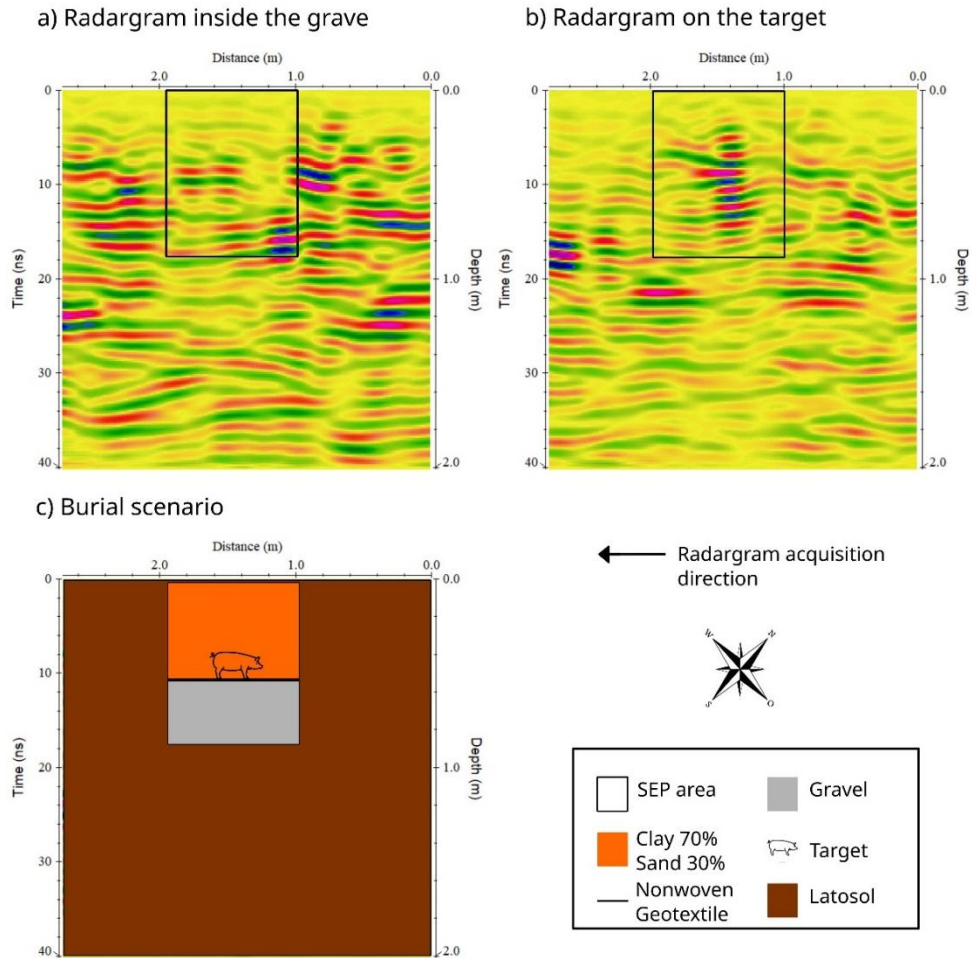 a) Radargram inside the grave
Distance (m)
2.0 1.0 0.0
0
10
20
30
40
Time (ns)
0.0
1.0
2.0
Depth (m)
b) Radargram on the target
Distance (m)
2.0 1.0 0.0
0
10
20
30
40
Time (ns)
0.0
1.0
2.0
Depth (m)
c) Burial scenario
Distance (m)
2.0 1.0 0.0
0
10
20
30
40
Time (ns)
0.0
1.0
2.0
Depth (m)
Radargram acquisition
direction
W N
S O
SEP area
Clay 70%
Sand 30%
Nonwoven
Geotextile
Gravel
Target
Latosol